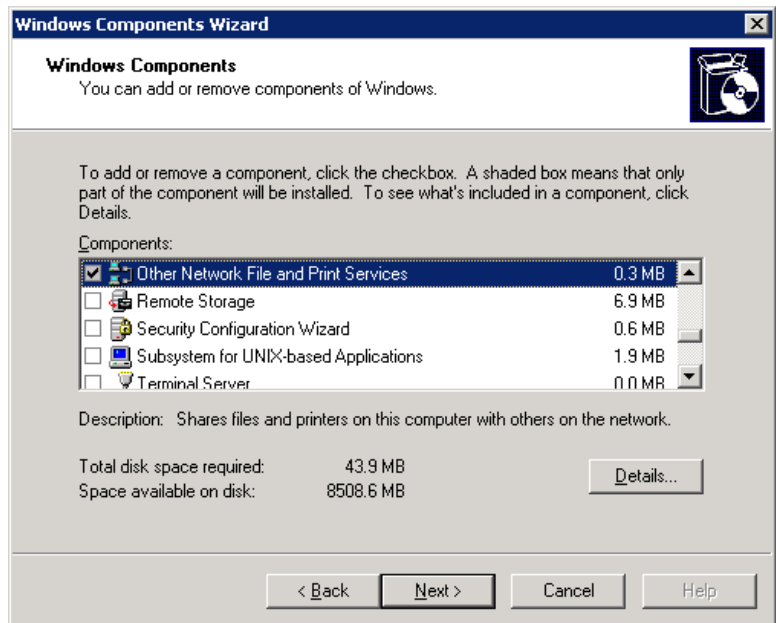 Windows Components Wizard
Windows Components
You can add or remove components of Windows.
To add or remove a component, click the checkbox. A shaded box means that only
part of the component will be installed. To see what's included in a component, click
Details.
Components:
Other Network File and Print Services 0.3 MB
Remote Storage 6.9 MB
Security Configuration Wizard 0.6 MB
Subsystem for UNIX-based Applications 1.9 MB
Terminal Server 0.0 MB
Description: Shares files and printers on this computer with others on the network.
Total disk space required: 43.9 MB
Space available on disk: 8508.6 MB
Details...
< Back Next > Cancel Help